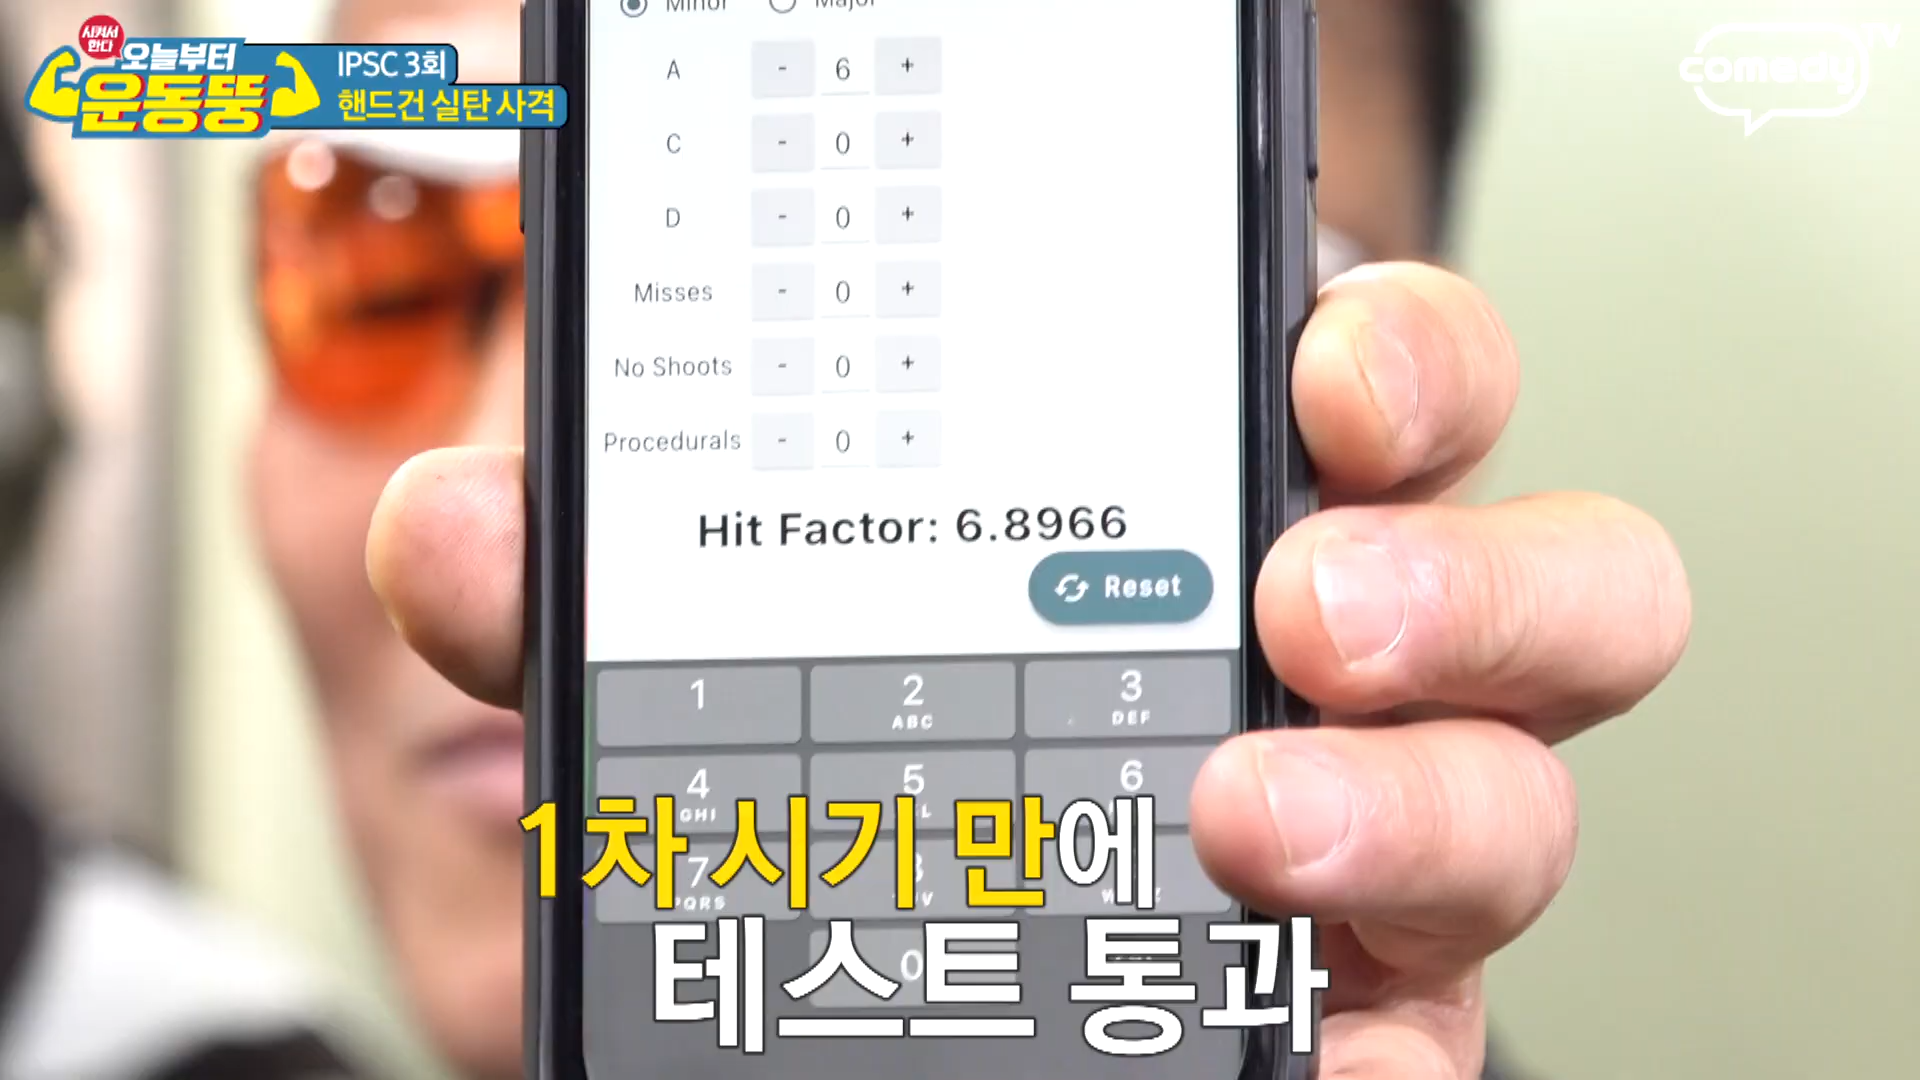 시켜서
한다
오늘부터
운동뚱
IPSC 3회
핸드건 실탄 사격
comedy TV
Minor Major
A - 6 +
C - 0 +
D - 0 +
Misses - 0 +
No Shoots - 0 +
Procedurals - 0 +
Hit Factor: 6.8966
Reset
1 2 3
ABC DEF
4 5 6
GHI
7
PQRS
0
1차 시기 만에
테스트 통과